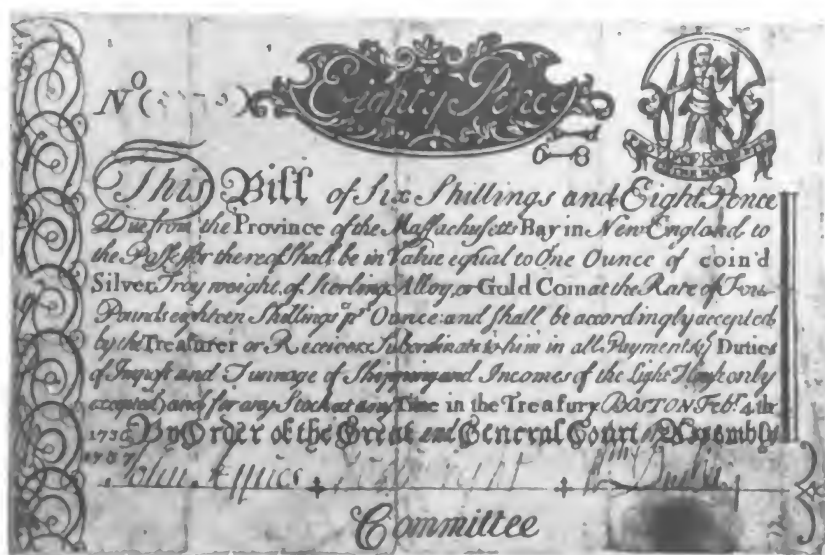 Eighty Pence
No
6—8
This Bill of Six Shillings and Eight Pence
Due from the Province of the Massachusetts Bay in New England, to
the Possessor thereof shall be in Value equal to One Ounce of coin'd
Silver, Troy weight, of Sterling Alloy, or Gold Coin at the Rate of Four
Pounds eighteen Shillings pr. Ounce: and shall be accordingly accepted
by the Treasurer or Receivers Subordinate to him in all Payments (ye Duties
of Impost and Tunnage of Shipping and Incomes of the Light House only
excepted) and for any Stock at any Time in the Treasury. BOSTON Feby. 4th
1736 By Order of the Great and General Court or Assembly
1737
John Jeffries
Committee